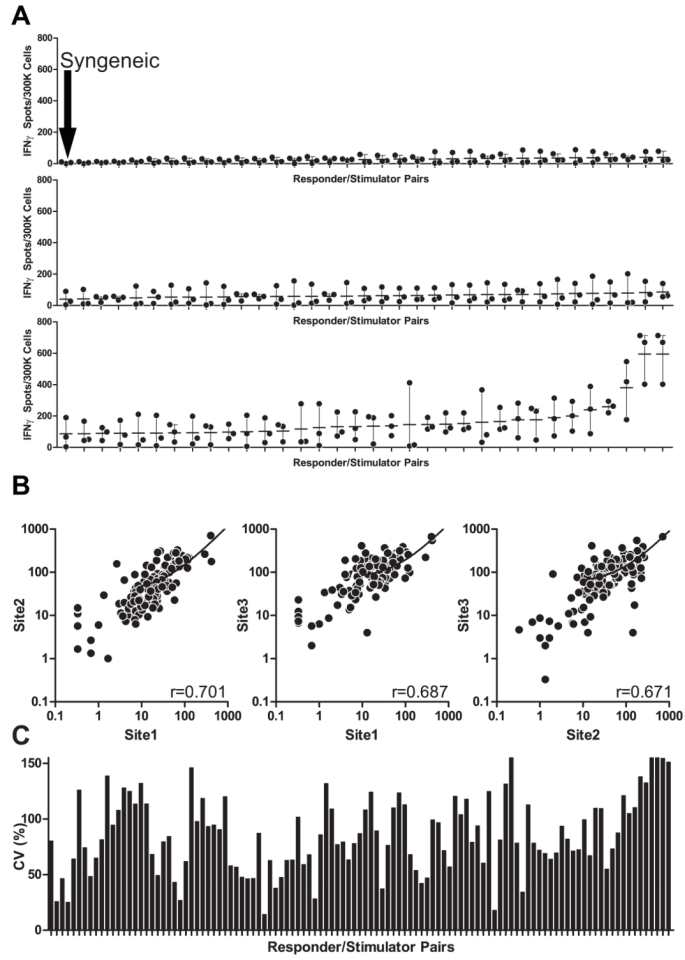 A
800
600
400
200
0
IFNγ Spots/300K Cells
Syngeneic
Responder/Stimulator Pairs
800
600
400
200
0
IFNγ Spots/300K Cells
Responder/Stimulator Pairs
800
600
400
200
0
IFNγ Spots/300K Cells
Responder/Stimulator Pairs
B
1000
100
10
1
0.1
Site2
r=0.701
0.1 1 10 100 1000
Site1
1000
100
10
1
0.1
Site3
r=0.687
0.1 1 10 100 1000
Site1
1000
100
10
1
0.1
Site3
r=0.671
0.1 1 10 100 1000
Site2
C
150
100
50
0
CV (%)
Responder/Stimulator Pairs